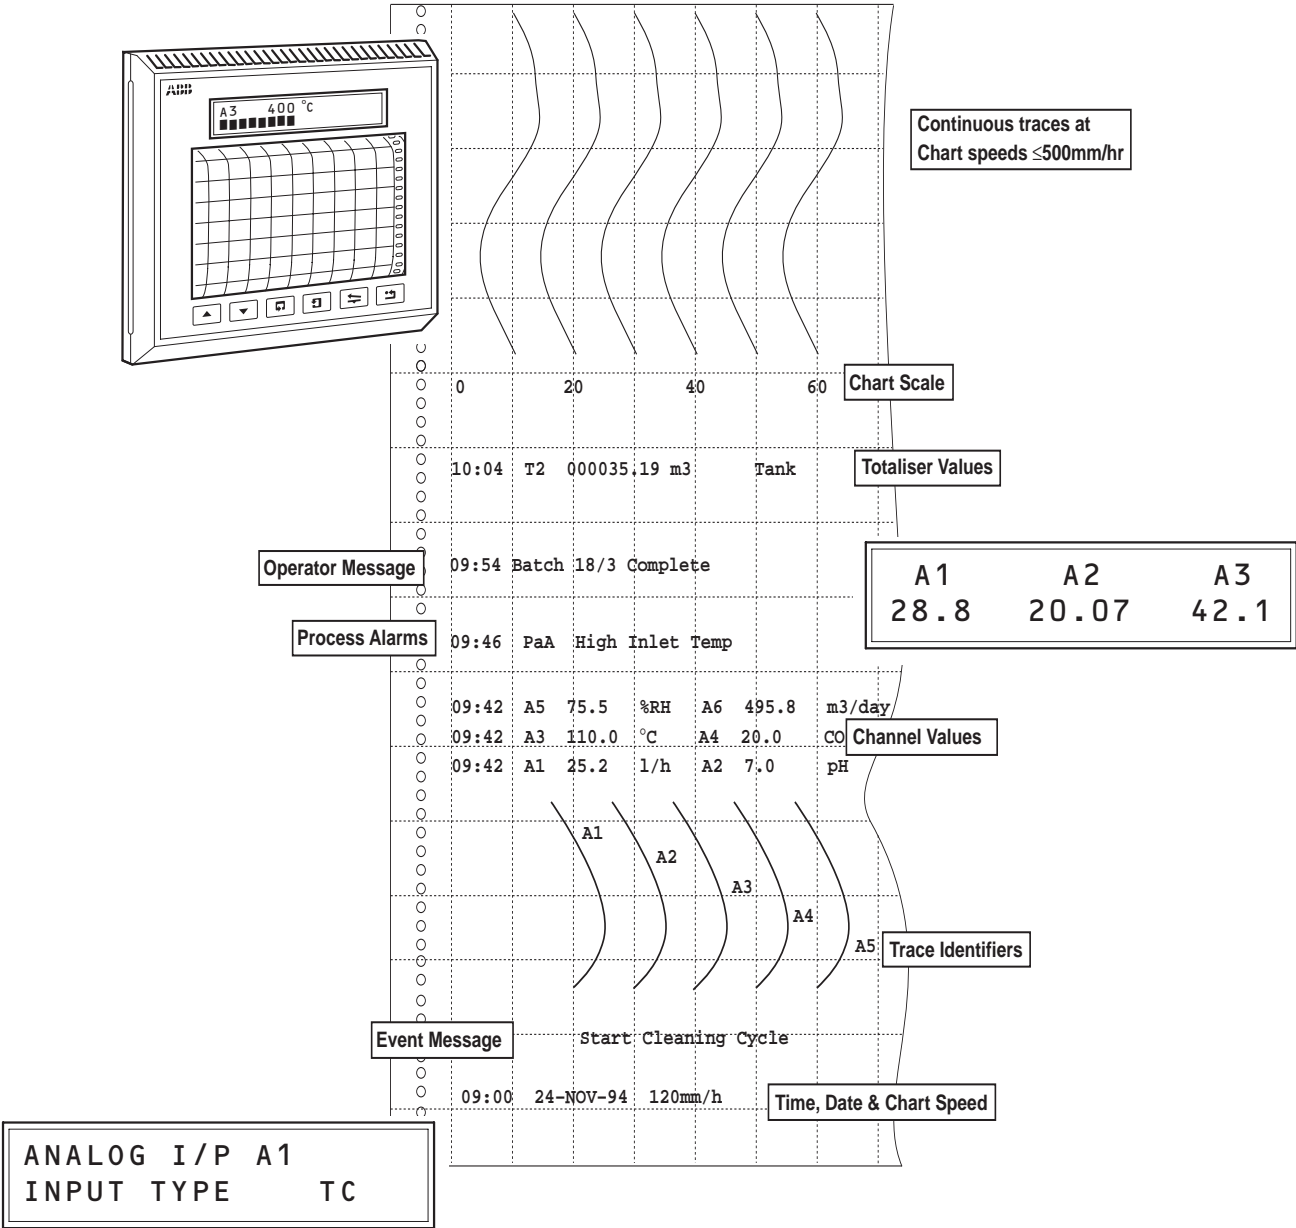 ABB
A3 400 °C
Continuous traces at
Chart speeds ≤500mm/hr
0 20 40 60
Chart Scale
10:04 T2 000035.19 m3 Tank
Totaliser Values
Operator Message
09:54 Batch 18/3 Complete
A1 A2 A3
28.8 20.07 42.1
Process Alarms
09:46 PaA High Inlet Temp
09:42 A5 75.5 %RH A6 495.8 m3/day
09:42 A3 110.0 °C A4 20.0 CO
Channel Values
09:42 A1 25.2 l/h A2 7.0 pH
A1
A2
A3
A4
A5
Trace Identifiers
Event Message
Start Cleaning Cycle
09:00 24-NOV-94 120mm/h
Time, Date & Chart Speed
ANALOG I/P A1
INPUT TYPE TC